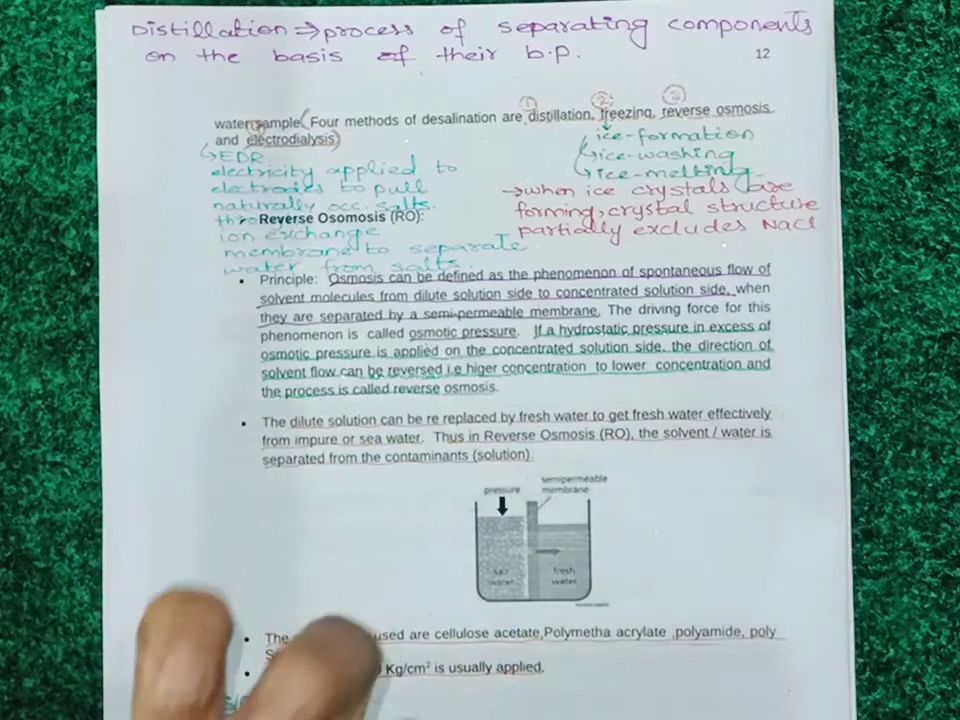 Distillation ⇒ process of separating components
on the basis of their b.p.
12
① ② ③
water sample. Four methods of desalination are distillation, freezing, reverse osmosis
and electrodialysis)
↳ EDR
electricity applied to
electrodes to pull
naturally occ. salts.
thro
ion exchange
membrane to separate
water from salts.
ice-formation
↳ ice-washing
↳ ice-melting
→ when ice crystals are
forming, crystal structure
partially excludes NaCl
Reverse Osomosis (RO):
• Principle: Osmosis can be defined as the phenomenon of spontaneous flow of
solvent molecules from dilute solution side to concentrated solution side, when
they are separated by a semi-permeable membrane. The driving force for this
phenomenon is called osmotic pressure. If a hydrostatic pressure in excess of
osmotic pressure is applied on the concentrated solution side, the direction of
solvent flow can be reversed i.e higer concentration to lower concentration and
the process is called reverse osmosis.
• The dilute solution can be re replaced by fresh water to get fresh water effectively
from impure or sea water. Thus in Reverse Osmosis (RO), the solvent / water is
separated from the contaminants (solution).
semipermeable
pressure membrane
salt fresh
water water
• The used are cellulose acetate,Polymetha acrylate ,polyamide, poly
• Kg/cm² is usually applied.